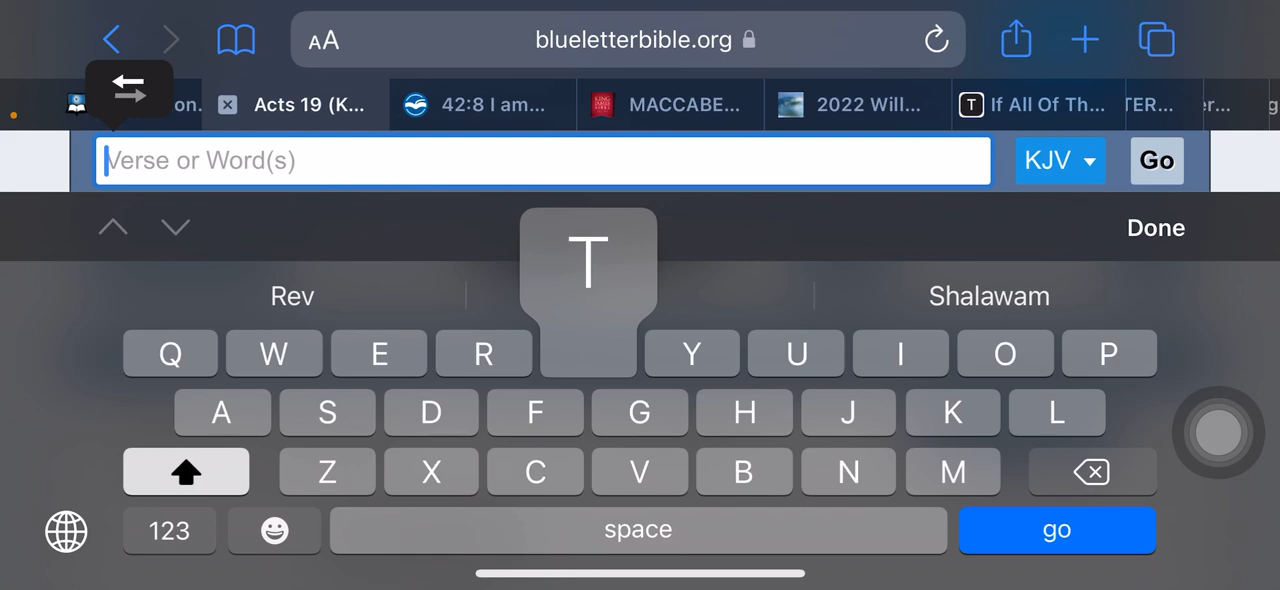 AA blueletterbible.org
on. Acts 19 (K... 42:8 I am... MACCABE... 2022 Will... T If All Of Th... TER... er...
Verse or Word(s) KJV Go
Done
T
Rev Shalawam
Q W E R Y U I O P
A S D F G H J K L
Z X C V B N M
123 space go